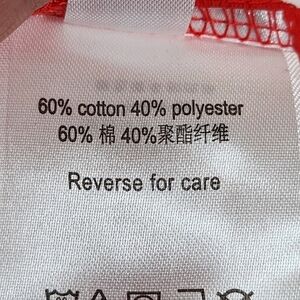 60% cotton 40% polyester
60% 棉 40%聚酯纤维
Reverse for care